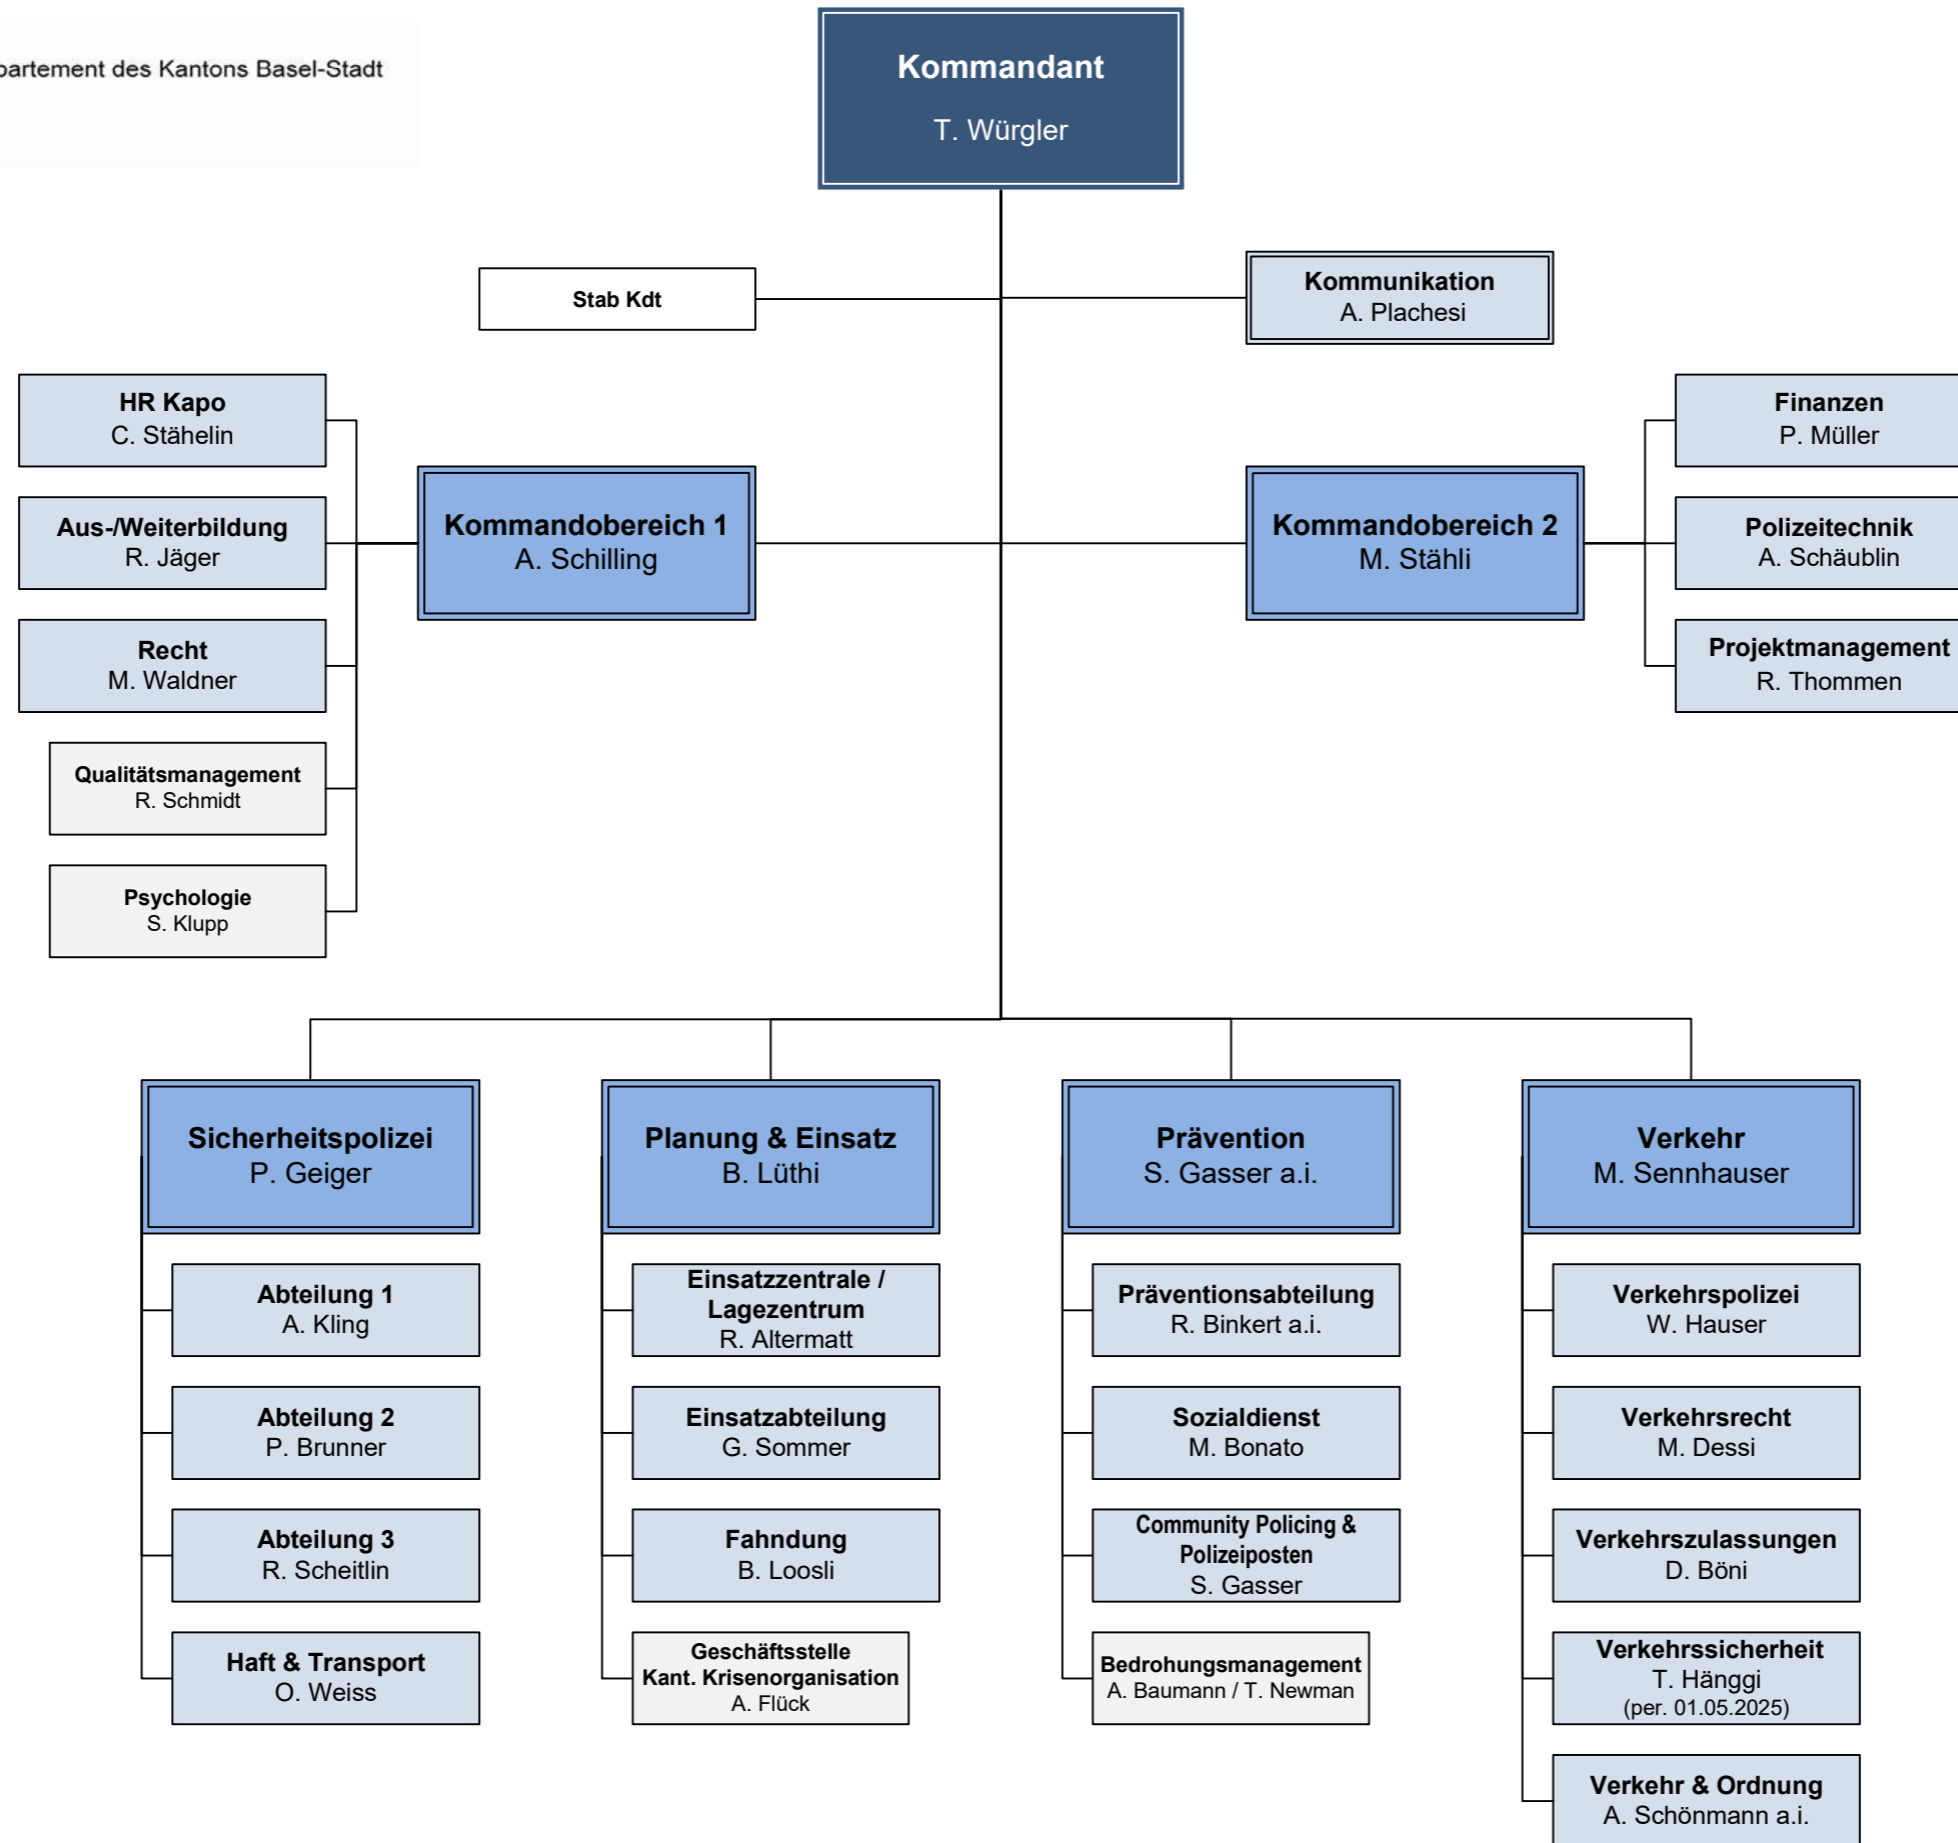 partement des Kantons Basel-Stadt
Kommandant
T. Würgler
Stab Kdt
Kommunikation
A. Plachesi
HR Kapo
C. Stähelin
Aus-/Weiterbildung
R. Jäger
Recht
M. Waldner
Qualitätsmanagement
R. Schmidt
Psychologie
S. Klupp
Kommandobereich 1
A. Schilling
Kommandobereich 2
M. Stähli
Finanzen
P. Müller
Polizeitechnik
A. Schäublin
Projektmanagement
R. Thommen
Sicherheitspolizei
P. Geiger
Abteilung 1
A. Kling
Abteilung 2
P. Brunner
Abteilung 3
R. Scheitlin
Haft & Transport
O. Weiss
Planung & Einsatz
B. Lüthi
Einsatzzentrale /
Lagezentrum
R. Altermatt
Einsatzabteilung
G. Sommer
Fahndung
B. Loosli
Geschäftsstelle
Kant. Krisenorganisation
A. Flück
Prävention
S. Gasser a.i.
Präventionsabteilung
R. Binkert a.i.
Sozialdienst
M. Bonato
Community Policing &
Polizeiposten
S. Gasser
Bedrohungsmanagement
A. Baumann / T. Newman
Verkehr
M. Sennhauser
Verkehrspolizei
W. Hauser
Verkehrsrecht
M. Dessi
Verkehrszulassungen
D. Böni
Verkehrssicherheit
T. Hänggi
(per. 01.05.2025)
Verkehr & Ordnung
A. Schönmann a.i.